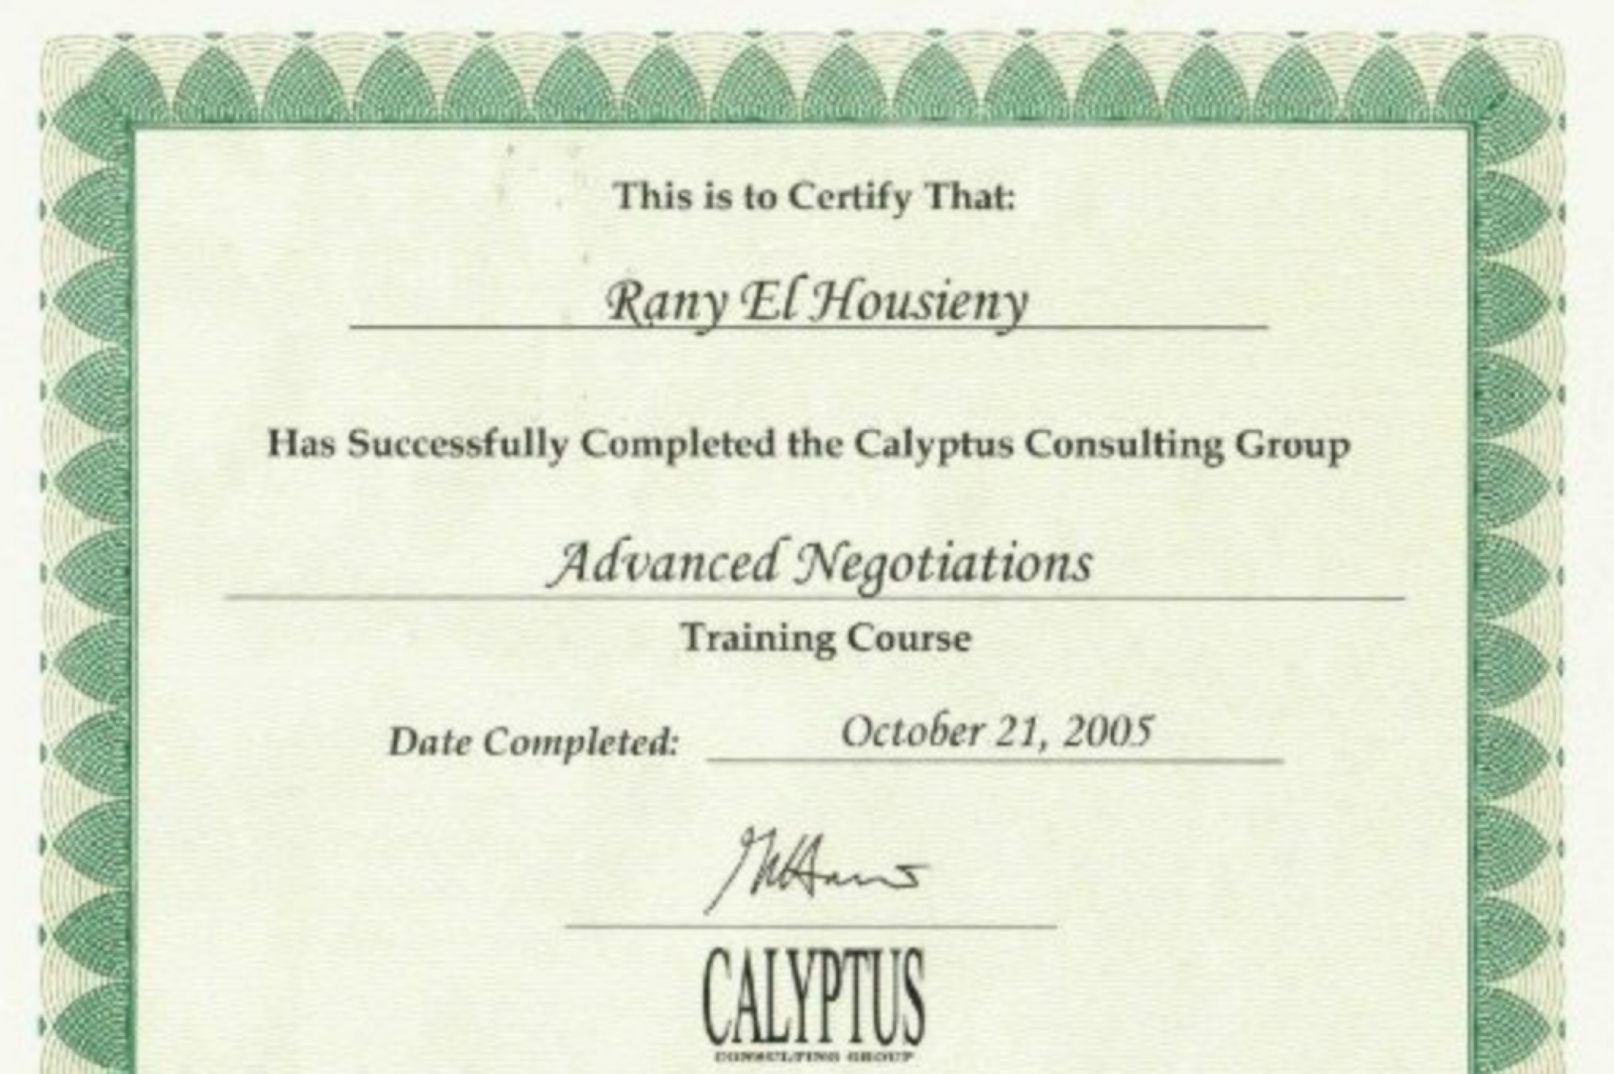 This is to Certify That:
Rany El Housieny
Has Successfully Completed the Calyptus Consulting Group
Advanced Negotiations
Training Course
Date Completed: October 21, 2005
CALYPTUS
CONSULTING GROUP